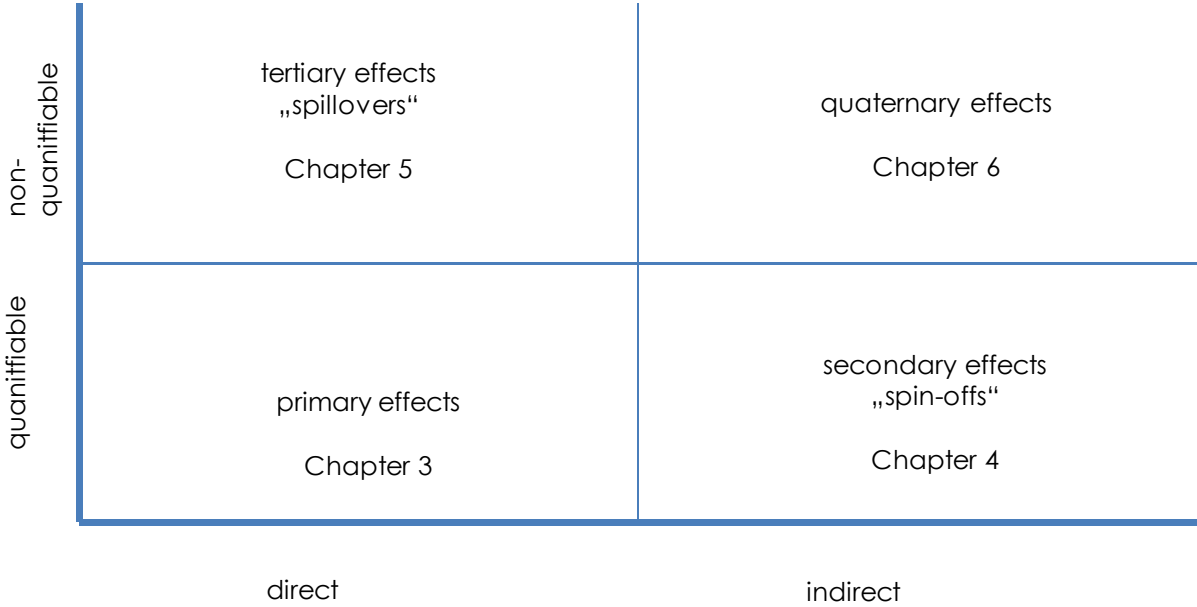 non-
quanitfiable
tertiary effects
„spillovers“
Chapter 5
quaternary effects
Chapter 6
quanitfiable
primary effects
Chapter 3
secondary effects
„spin-offs“
Chapter 4
direct
indirect